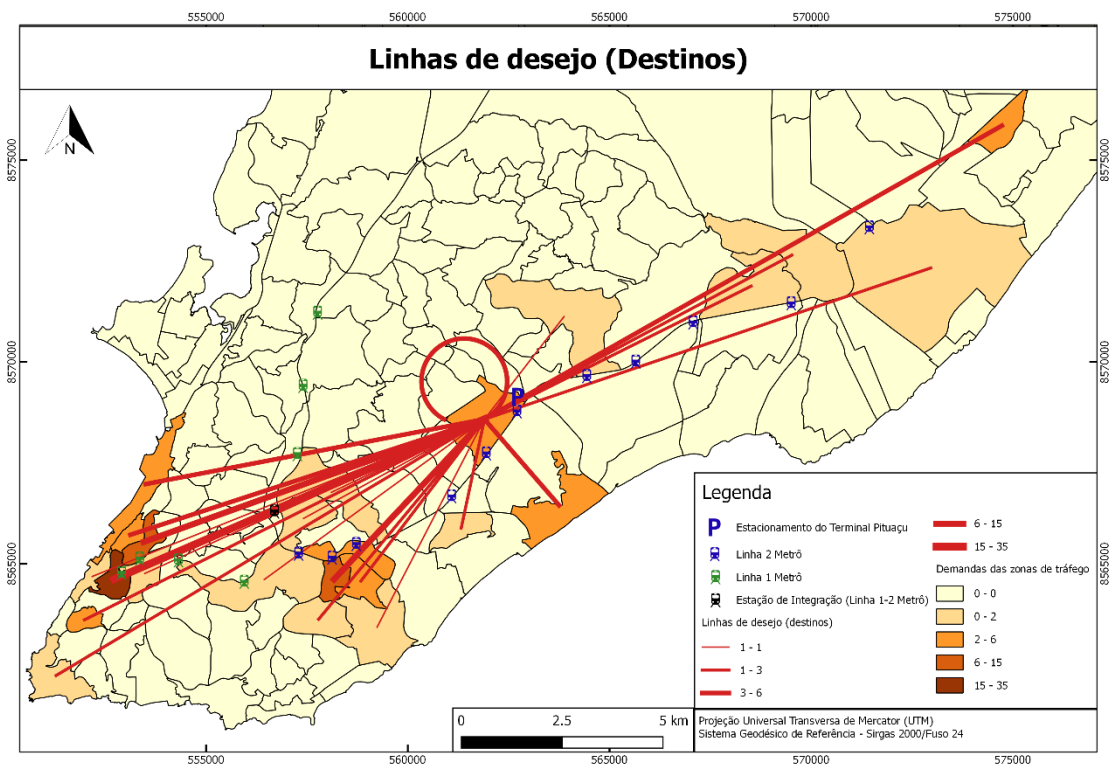 555000 560000 565000 570000 575000
Linhas de desejo (Destinos)
N
8575000 8575000
8570000 8570000
8565000 8565000
P
Legenda
P Estacionamento do Terminal Pituaçu
Linha 2 Metrô
Linha 1 Metrô
Estação de Integração (Linha 1-2 Metrô)
Linhas de desejo (destinos)
1 - 1
1 - 3
3 - 6
6 - 15
15 - 35
Demandas das zonas de tráfego
0 - 0
0 - 2
2 - 6
6 - 15
15 - 35
0 2.5 5 km
Projeção Universal Transversa de Mercator (UTM)
Sistema Geodésico de Referência - Sirgas 2000/Fuso 24
555000 560000 565000 570000 575000